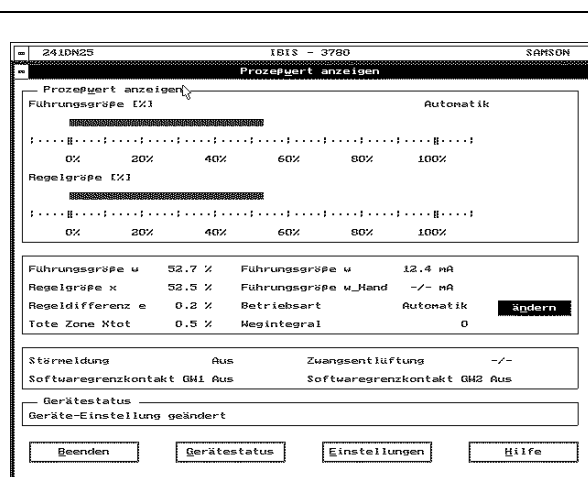 241DN25 IBIS - 3780 SAMSON
Prozeßwert anzeigen
Prozeßwert anzeigen
Führungsgröße [%] Automatik
0% 20% 40% 60% 80% 100%
Regelgröße [%]
0% 20% 40% 60% 80% 100%
Führungsgröße w 52.7 % Führungsgröße w 12.4 mA
Regelgröße x 52.5 % Führungsgröße w_Hand -/- mA
Regeldifferenz e 0.2 % Betriebsart Automatik ändern
Tote Zone Xtot 0.5 % Wegintegral 0
Störmeldung Aus Zwangsentlüftung -/-
Softwaregrenzkontakt GW1 Aus Softwaregrenzkontakt GW2 Aus
Gerätestatus
Geräte-Einstellung geändert
Beenden Gerätestatus Einstellungen Hilfe